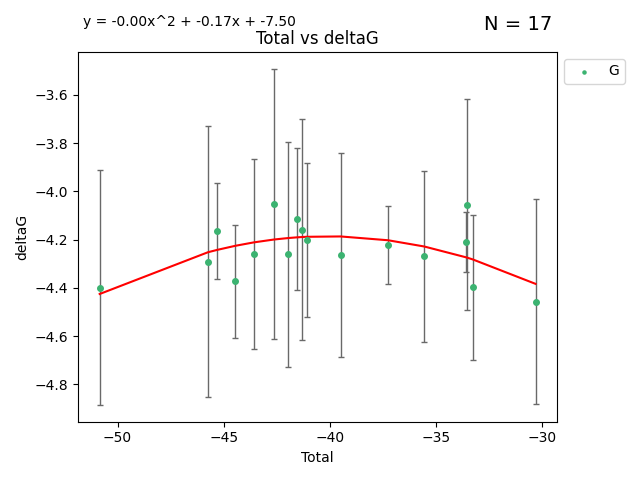 y = -0.00x^2 + -0.17x + -7.50
N = 17
Total vs deltaG
G
−3.6
−3.8
−4.0
−4.2
−4.4
−4.6
−4.8
deltaG
−50
−45
−40
−35
−30
Total